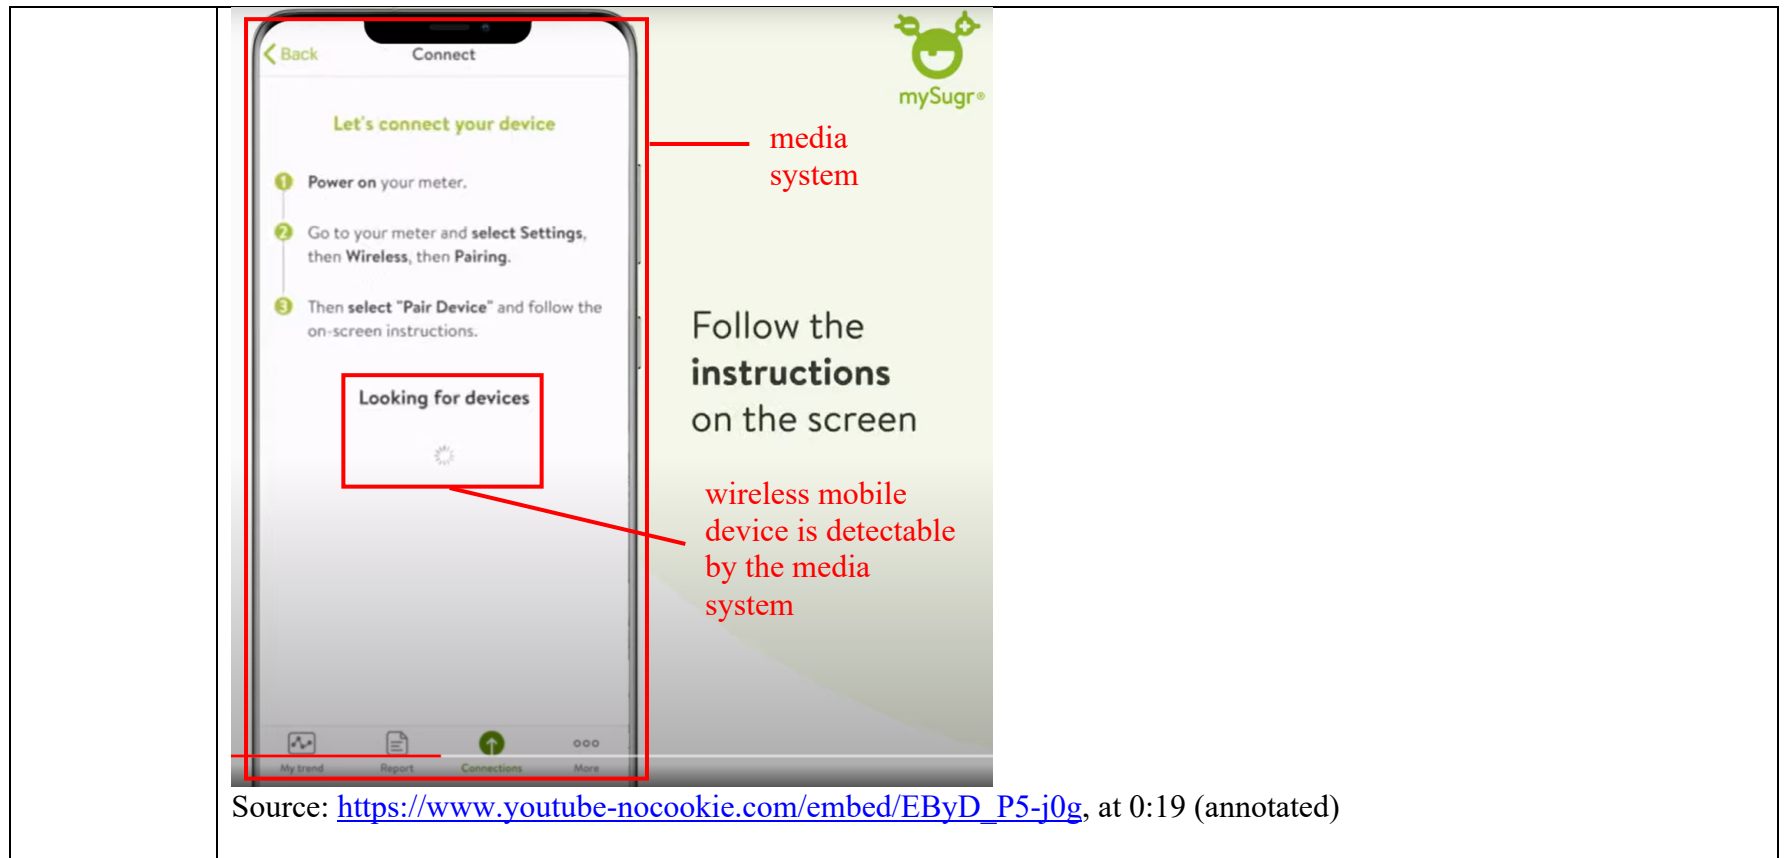 Back
Connect
mySugr®
Let's connect your device
media
system
1 Power on your meter.
2 Go to your meter and select Settings,
then Wireless, then Pairing.
3 Then select "Pair Device" and follow the
on-screen instructions.
Follow the
instructions
on the screen
Looking for devices
wireless mobile
device is detectable
by the media
system
My trend
Report
Connections
More
Source: https://www.youtube-nocookie.com/embed/EByD_P5-j0g, at 0:19 (annotated)